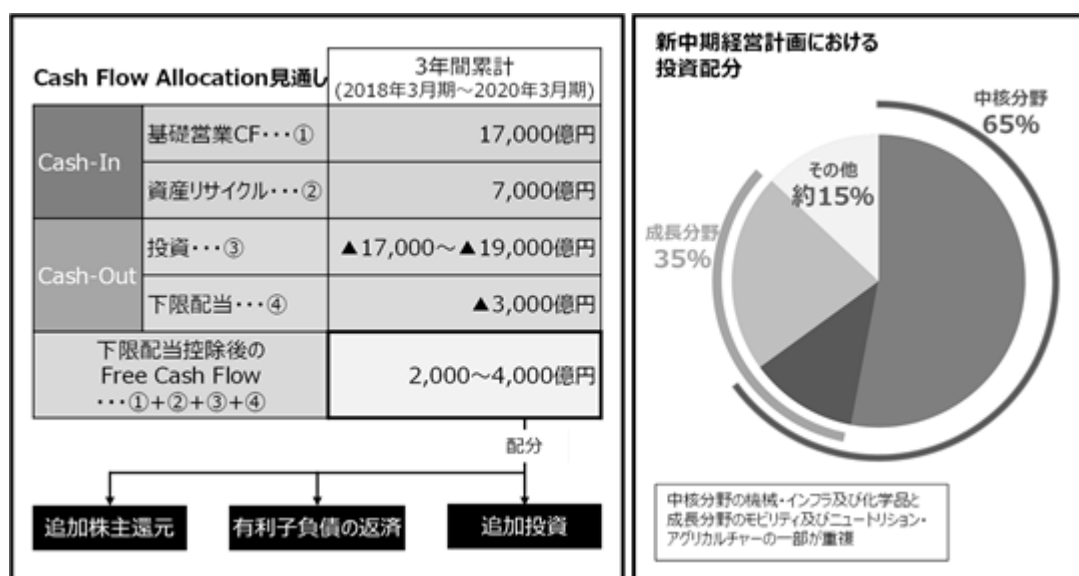 Cash Flow Allocation見通し
3年間累計
(2018年3月期～2020年3月期)
Cash-In
基礎営業CF・・・①
17,000億円
資産リサイクル・・・②
7,000億円
Cash-Out
投資・・・③
▲17,000～▲19,000億円
下限配当・・・④
▲3,000億円
下限配当控除後の
Free Cash Flow
・・・①+②+③+④
2,000～4,000億円
配分
追加株主還元
有利子負債の返済
追加投資
新中期経営計画における
投資配分
中核分野
65%
その他
約15%
成長分野
35%
中核分野の機械・インフラ及び化学品と
成長分野のモビリティ及びニュートリション・
アグリカルチャーの一部が重複